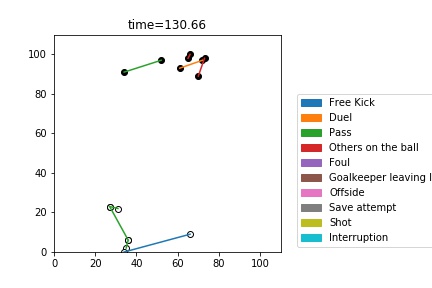 time=130.66
100
80
60
40
20
0
0 20 40 60 80 100
Free Kick
Duel
Pass
Others on the ball
Foul
Goalkeeper leaving l
Offside
Save attempt
Shot
Interruption